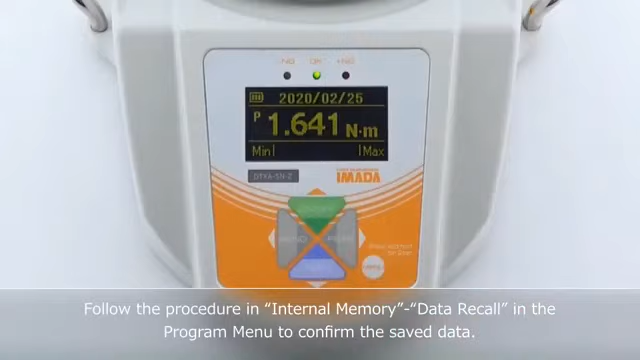 -NG OK +NG
2020/02/25
P 1.641 N·m
Min Max
DTXA-5N-Z
IMADA
Follow the procedure in “Internal Memory”-“Data Recall” in the
Program Menu to confirm the saved data.